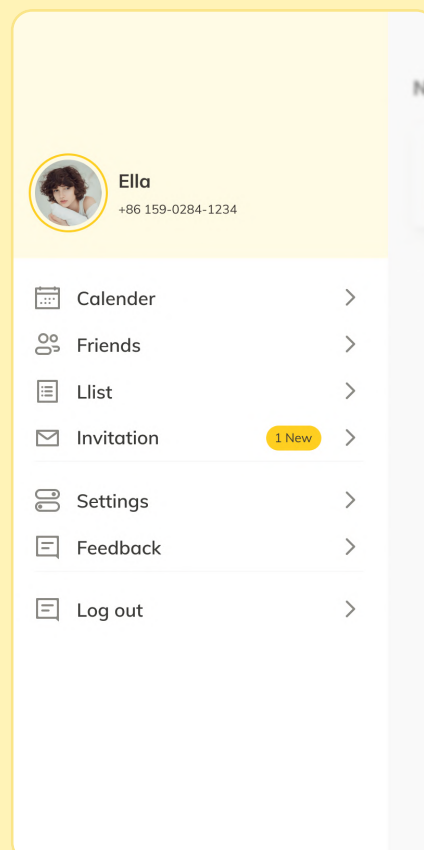 Ella
+86 159-0284-1234
Calender
Friends
Llist
Invitation
1 New
Settings
Feedback
Log out